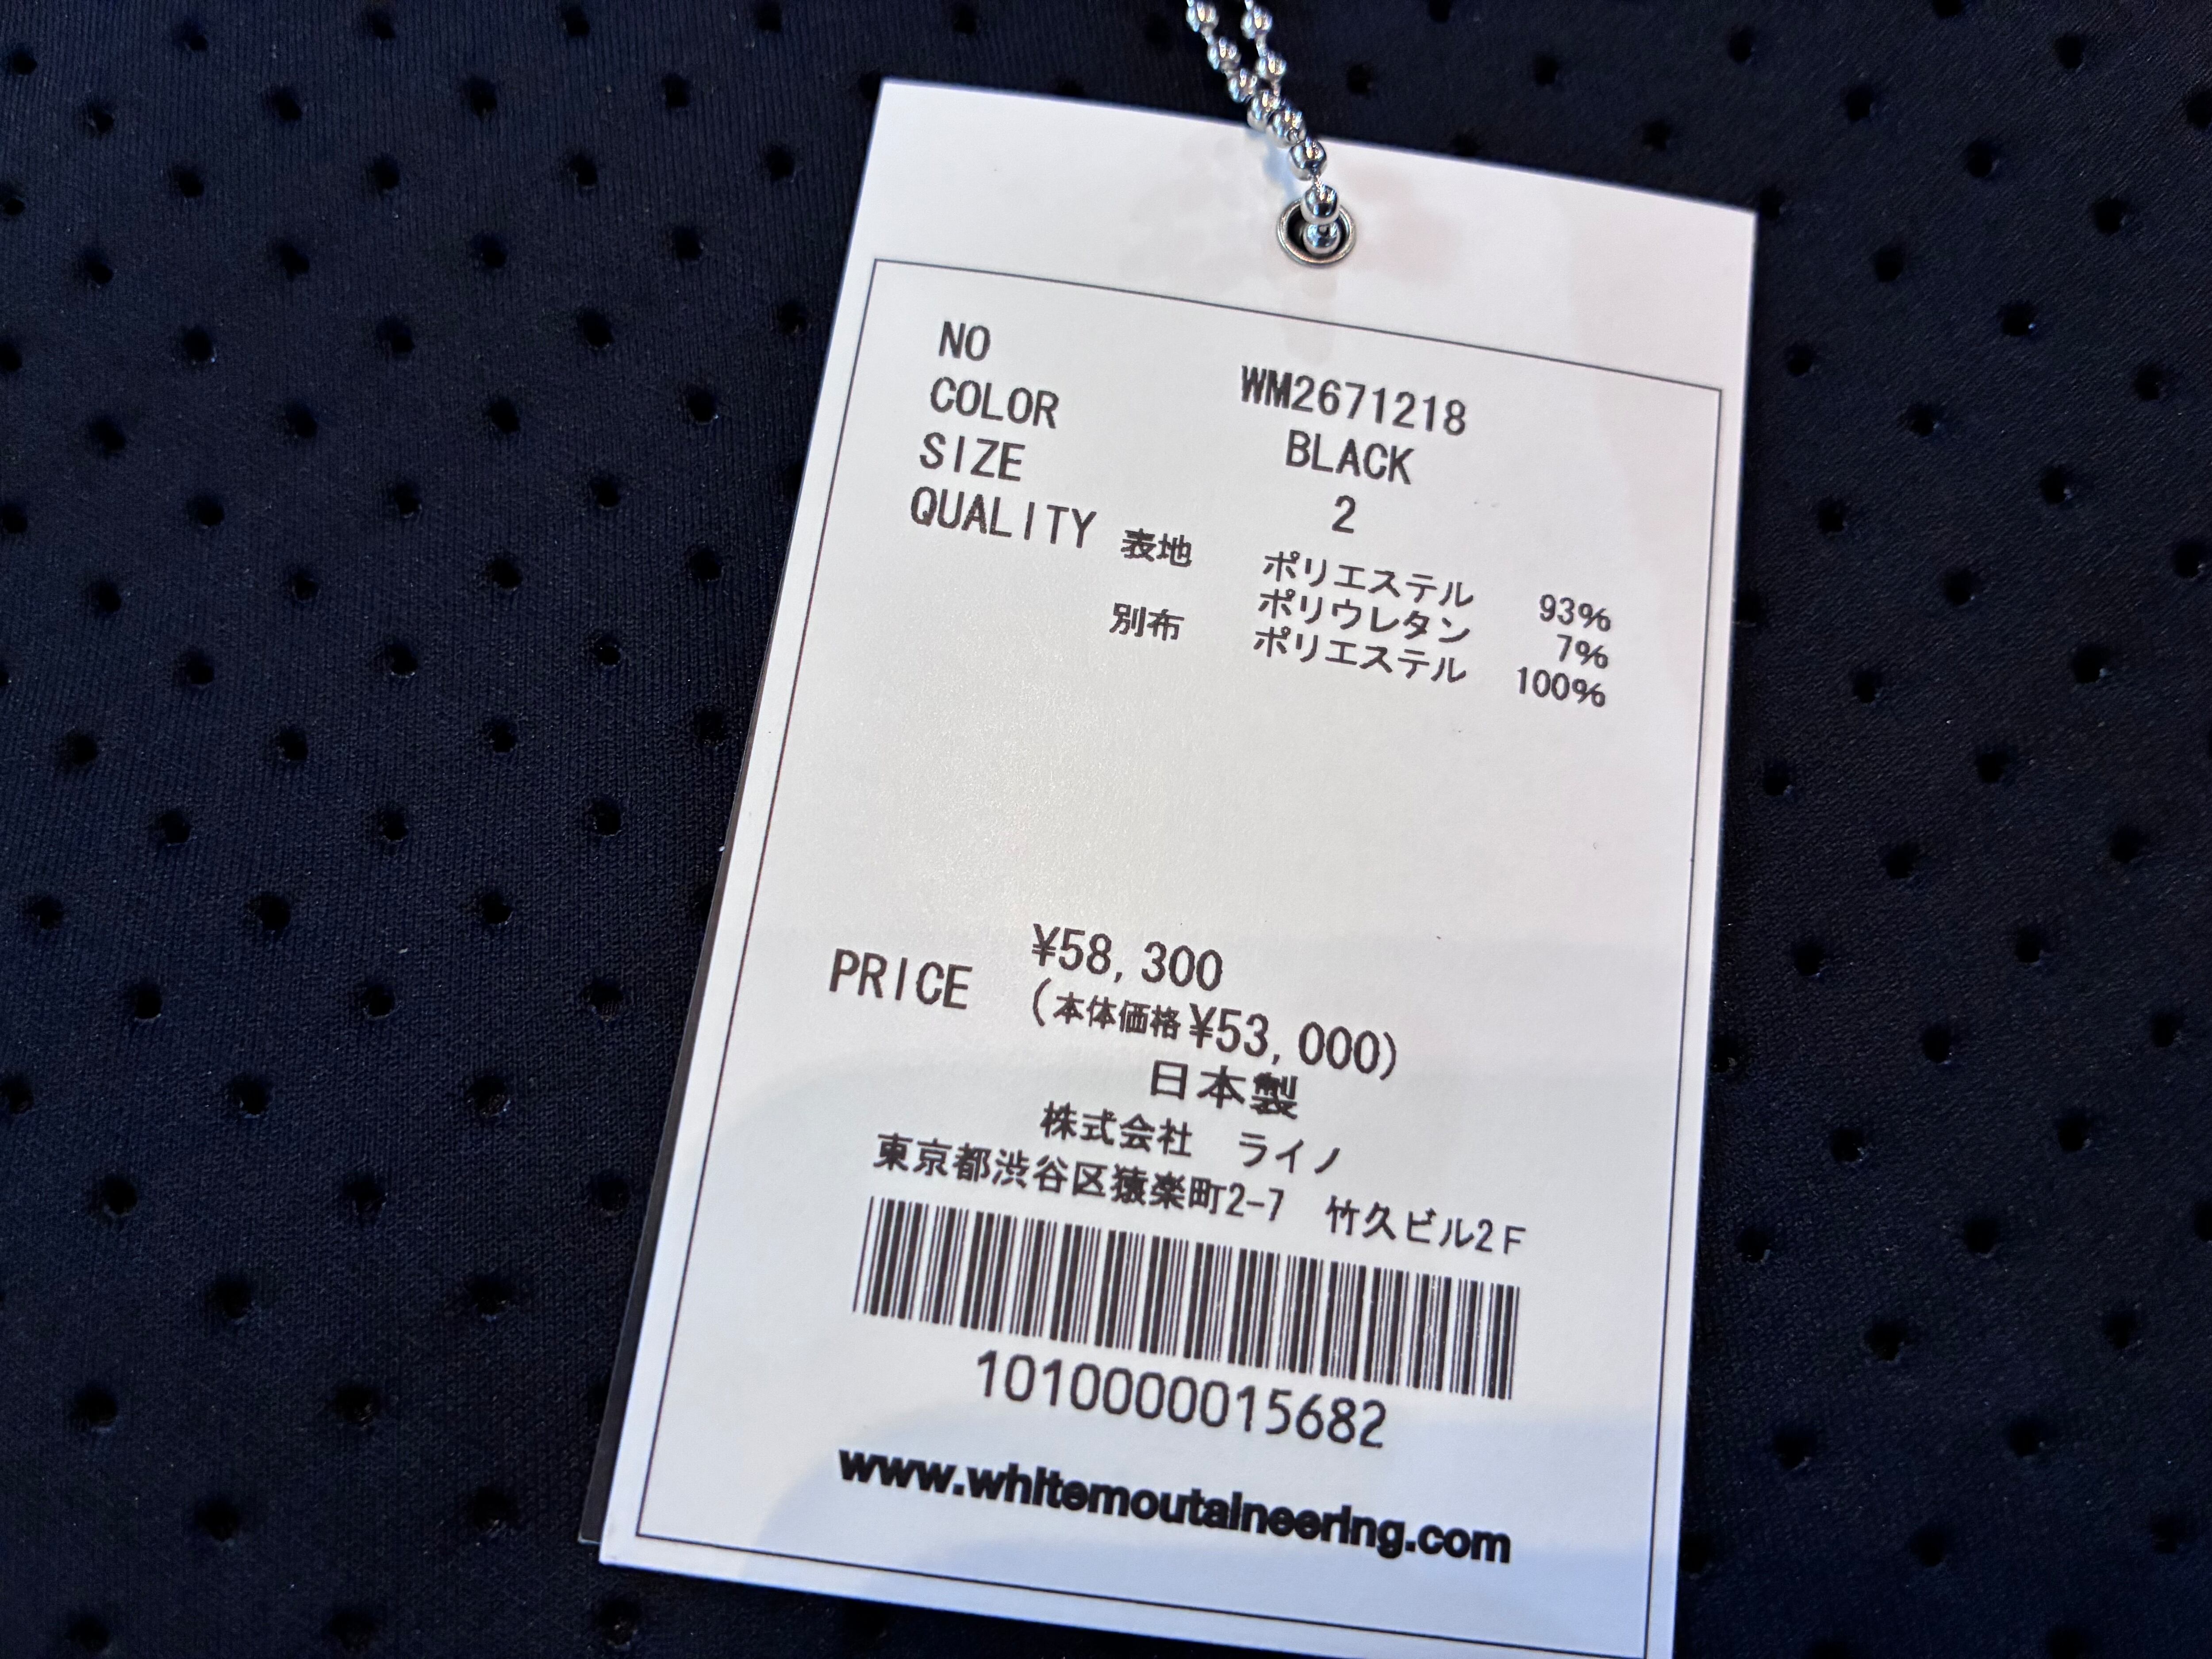 NO WM2671218
COLOR BLACK
SIZE 2
QUALITY 表地 ポリエステル 93%
ポリウレタン 7%
別布 ポリエステル 100%
PRICE ¥58,300
(本体価格¥53,000)
日本製
株式会社 ライノ
東京都渋谷区猿楽町2-7 竹久ビル2F
1010000015682
www.whitemoutaineering.com